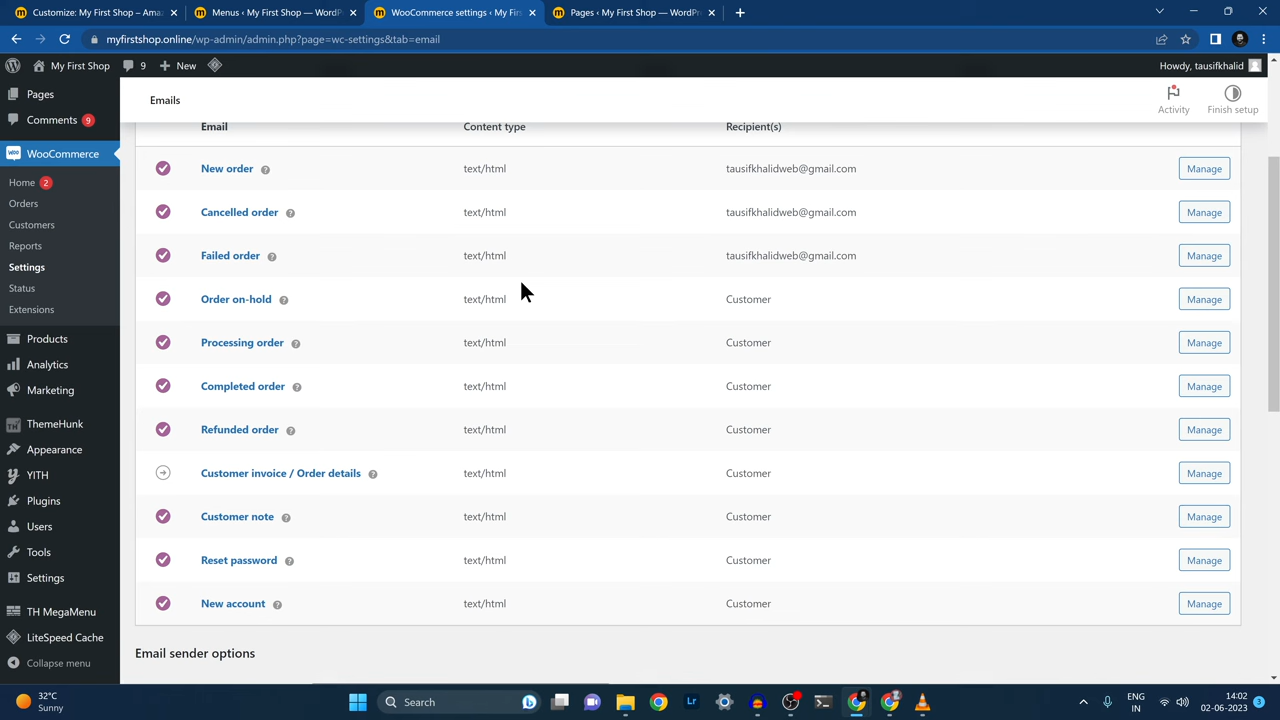 Customize: My First Shop – Ama
Menus ‹ My First Shop — WordP
WooCommerce settings ‹ My Firs
Pages ‹ My First Shop — WordPr
myfirstshop.online/wp-admin/admin.php?page=wc-settings&tab=email
My First Shop
9
New
Howdy, tausifkhalid
Pages
Comments 9
WooCommerce
Home 2
Orders
Customers
Reports
Settings
Status
Extensions
Products
Analytics
Marketing
ThemeHunk
Appearance
YITH
Plugins
Users
Tools
Settings
TH MegaMenu
LiteSpeed Cache
Collapse menu
Emails
Activity
Finish setup
Email Content type Recipient(s)
New order text/html tausifkhalidweb@gmail.com Manage
Cancelled order text/html tausifkhalidweb@gmail.com Manage
Failed order text/html tausifkhalidweb@gmail.com Manage
Order on-hold text/html Customer Manage
Processing order text/html Customer Manage
Completed order text/html Customer Manage
Refunded order text/html Customer Manage
Customer invoice / Order details text/html Customer Manage
Customer note text/html Customer Manage
Reset password text/html Customer Manage
New account text/html Customer Manage
Email sender options
32°C
Sunny
Search
ENG
IN
14:02
02-06-2023
3